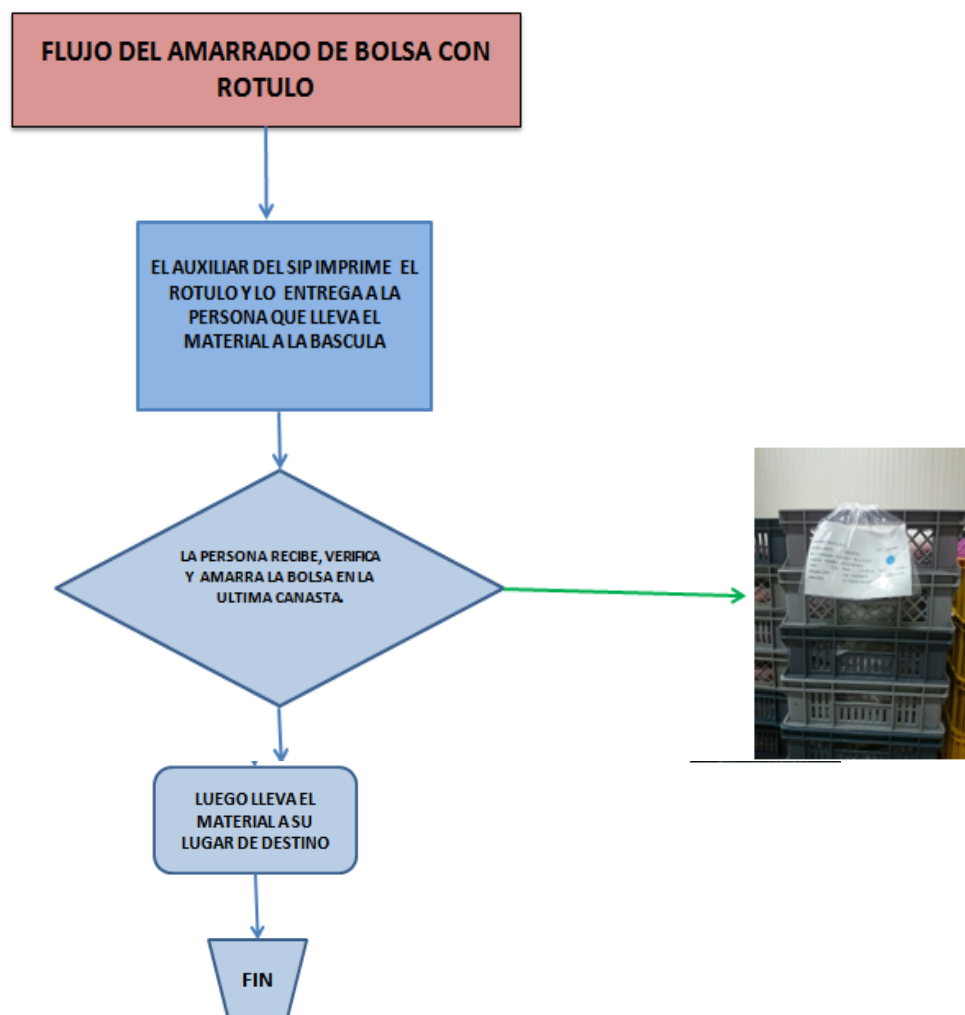 FLUJO DEL AMARRADO DE BOLSA CON
ROTULO
EL AUXILIAR DEL SIP IMPRIME EL
ROTULO Y LO ENTREGA A LA
PERSONA QUE LLEVA EL
MATERIAL A LA BASCULA
LA PERSONA RECIBE, VERIFICA
Y AMARRA LA BOLSA EN LA
ULTIMA CANASTA.
LUEGO LLEVA EL
MATERIAL A SU
LUGAR DE DESTINO
FIN